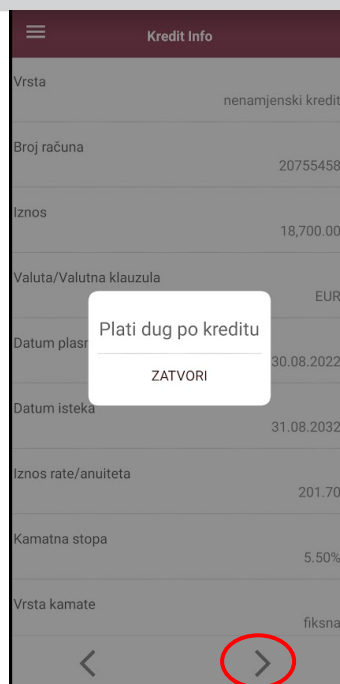 Kredit Info
Vrsta
nenamjenski kredit
Broj računa
20755458
Iznos
18,700.00
Valuta/Valutna klauzula
EUR
Plati dug po kreditu
Datum plasr
30.08.2022
ZATVORI
Datum isteka
31.08.2032
Iznos rate/anuiteta
201.70
Kamatna stopa
5.50%
Vrsta kamate
fiksna